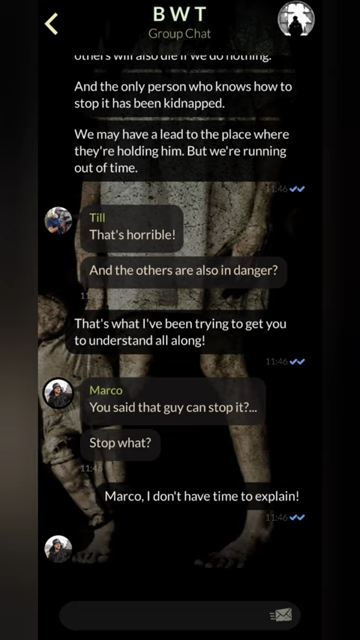 BWT
Group Chat
others will also die if we do nothing.
And the only person who knows how to
stop it has been kidnapped.
We may have a lead to the place where
they're holding him. But we're running
out of time.
11:46
Till
That's horrible!
And the others are also in danger?
That's what I've been trying to get you
to understand all along!
11:46
Marco
You said that guy can stop it?...
Stop what?
11:46
Marco, I don't have time to explain!
11:46